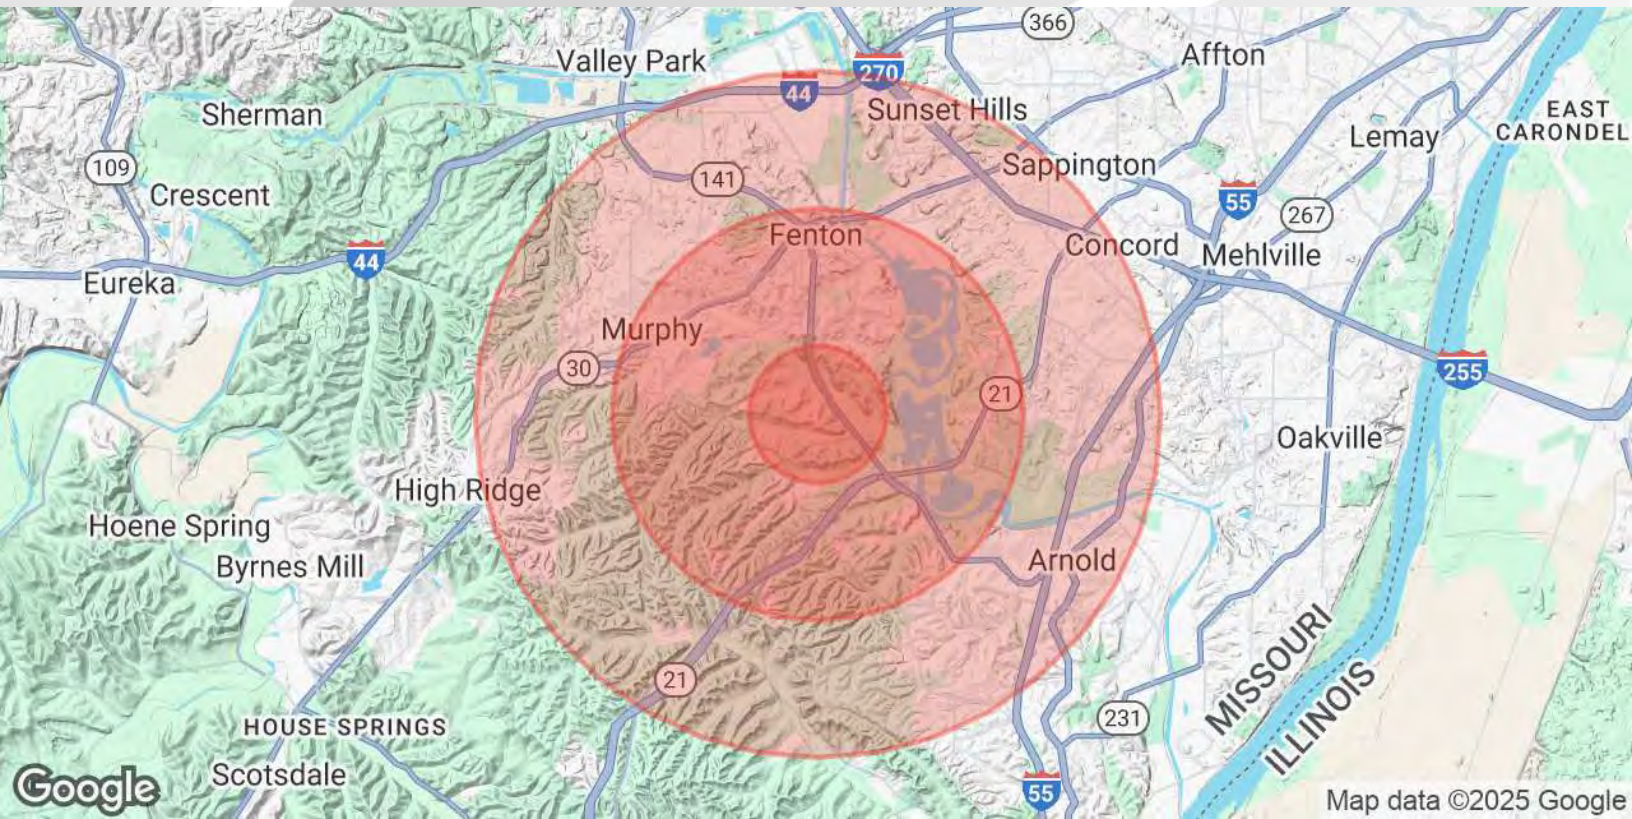 366
Valley Park
Affton
270
44
Sherman
Sunset Hills
EAST
CARONDEL
Lemay
109
Sappington
141
Crescent
55
267
Fenton
Concord
Mehlville
44
Eureka
Murphy
30
255
21
Oakville
High Ridge
Hoene Spring
Byrnes Mill
Arnold
MISSOURI
ILLINOIS
21
231
HOUSE SPRINGS
Scotsdale
55
Google
Map data ©2025 Google